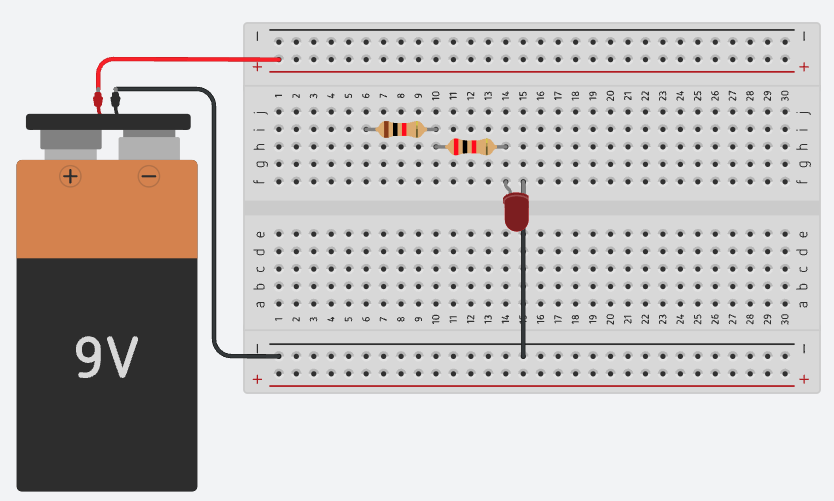 − −
+ +
1 2 3 4 5 6 7 8 9 10 11 12 13 14 15 16 17 18 19 20 21 22 23 24 25 26 27 28 29 30
j j
i i
h h
g g
f f
+ −
e e
d d
c c
b b
a a
1 2 3 4 5 6 7 8 9 10 11 12 13 14 16 17 18 19 20 21 22 23 24 25 26 27 28 29 30
− −
9V
+ +